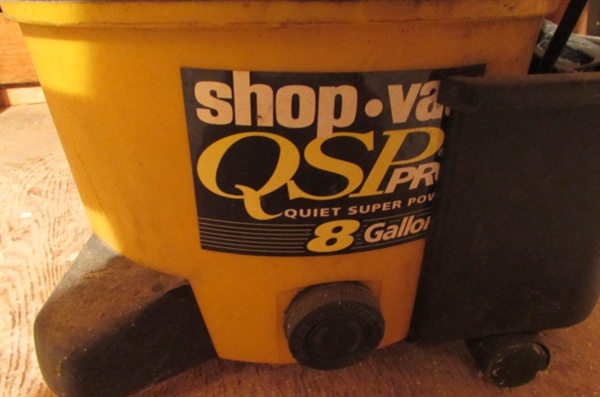 shop·va
QSP
PR
QUIET SUPER POW
8 Gallo